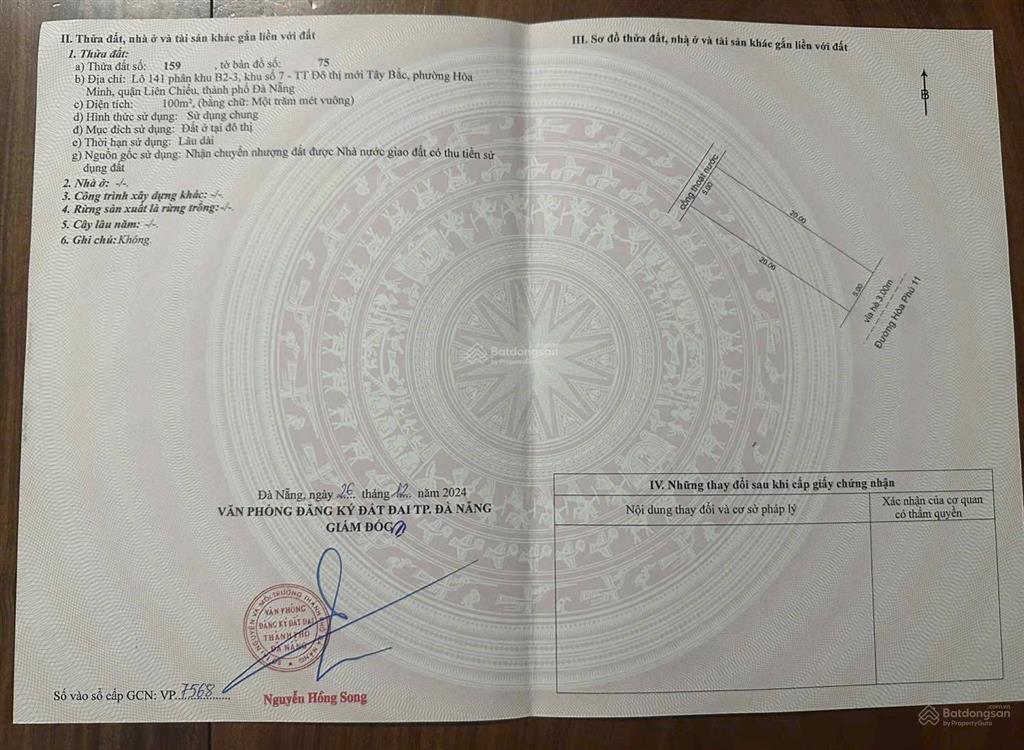 II. Thửa đất, nhà ở và tài sản khác gắn liền với đất
1. Thửa đất:
a) Thửa đất số: 159 , tờ bản đồ số: 75
b) Địa chỉ: Lô 141 phân khu B2-3, khu số 7 - TT Đô thị mới Tây Bắc, phường Hòa
Minh, quận Liên Chiểu, thành phố Đà Nẵng
c) Diện tích: 100m², (bằng chữ: Một trăm mét vuông)
d) Hình thức sử dụng: Sử dụng chung
đ) Mục đích sử dụng: Đất ở tại đô thị
e) Thời hạn sử dụng: Lâu dài
g) Nguồn gốc sử dụng: Nhận chuyển nhượng đất được Nhà nước giao đất có thu tiền sử
dụng đất
2. Nhà ở: -/-.
3. Công trình xây dựng khác: -/-.
4. Rừng sản xuất là rừng trồng: -/-.
5. Cây lâu năm: -/-.
6. Ghi chú: Không.
Đà Nẵng, ngày 26 tháng 12 năm 2024
VĂN PHÒNG ĐĂNG KÝ ĐẤT ĐAI TP. ĐÀ NẴNG
GIÁM ĐỐC
VĂN PHÒNG
ĐĂNG KÝ ĐẤT ĐAI
THÀNH PHỐ
ĐÀ NẴNG
Nguyễn Hồng Song
Số vào sổ cấp GCN: VP 7568
III. Sơ đồ thửa đất, nhà ở và tài sản khác gắn liền với đất
B
cống thoát nước
5.00
20.00
20.00
5.00
vỉa hè 3.00m
Đường Hòa Phú 11
IV. Những thay đổi sau khi cấp giấy chứng nhận
Nội dung thay đổi và cơ sở pháp lý
Xác nhận của cơ quan
có thẩm quyền
Batdongsan
by PropertyGuru
Batdongsan.com.vn
by PropertyGuru